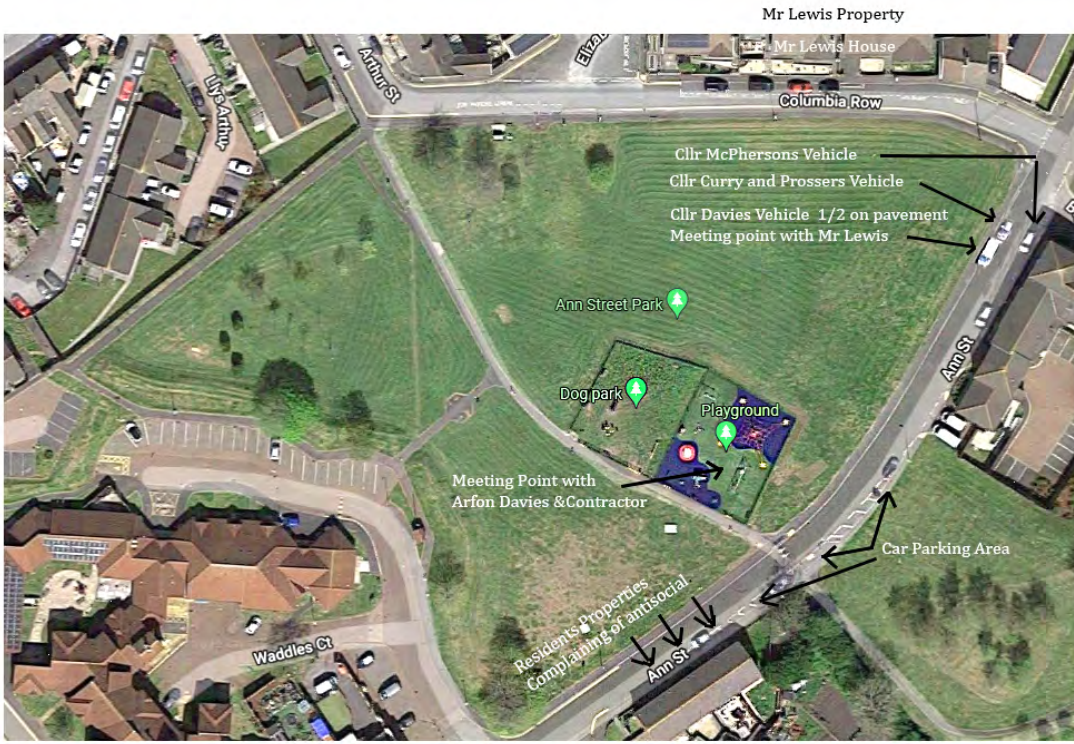 Mr Lewis Property
Mr Lewis House
Arthur St
Llys Arthur
Columbia Row
Cllr McPhersons Vehicle
Cllr Curry and Prossers Vehicle
Cllr Davies Vehicle 1/2 on pavement
Meeting point with Mr Lewis
Ann Street Park
Ann St
Dog park
Playground
Meeting Point with
Arfon Davies &Contractor
Car Parking Area
Residents Properties
Complaining of antisocial
Waddles Ct
Ann St